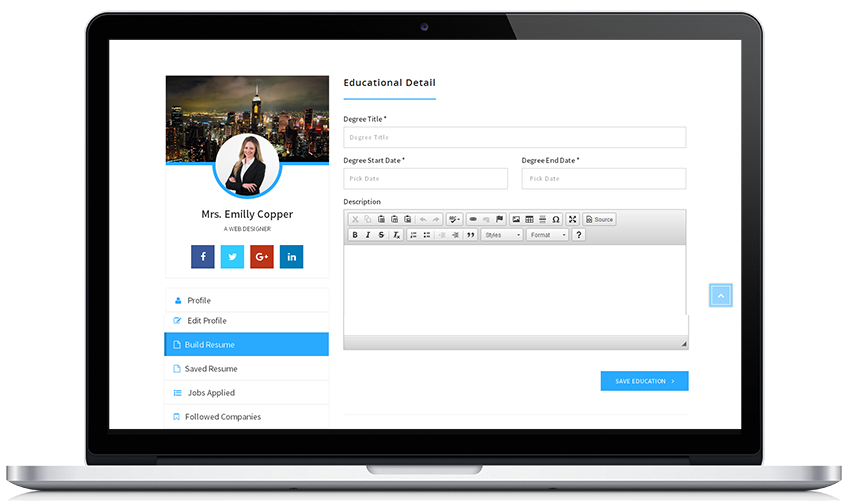 Educational Detail
Degree Title *
Degree Title
Degree Start Date *
Degree End Date *
Pick Date
Pick Date
Description
Source
B I S Tx
Styles
Format
?
Mrs. Emilly Copper
A WEB DESIGNER
f
G+
in
Profile
Edit Profile
Build Resume
Saved Resume
Jobs Applied
Followed Companies
SAVE EDUCATION